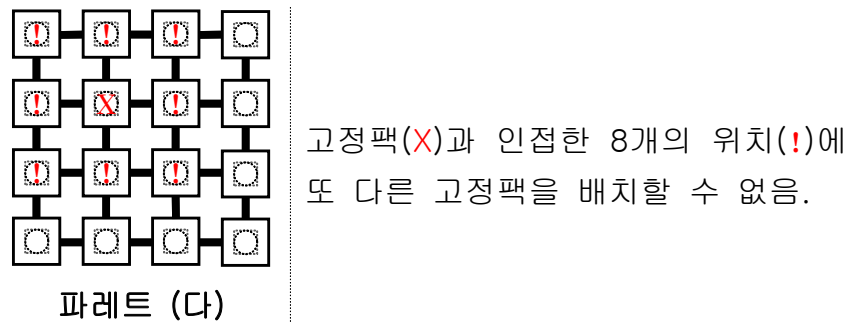 ! ! !
! X !
! ! !
파레트 (다)
고정팩(X)과 인접한 8개의 위치(!)에
또 다른 고정팩을 배치할 수 없음.